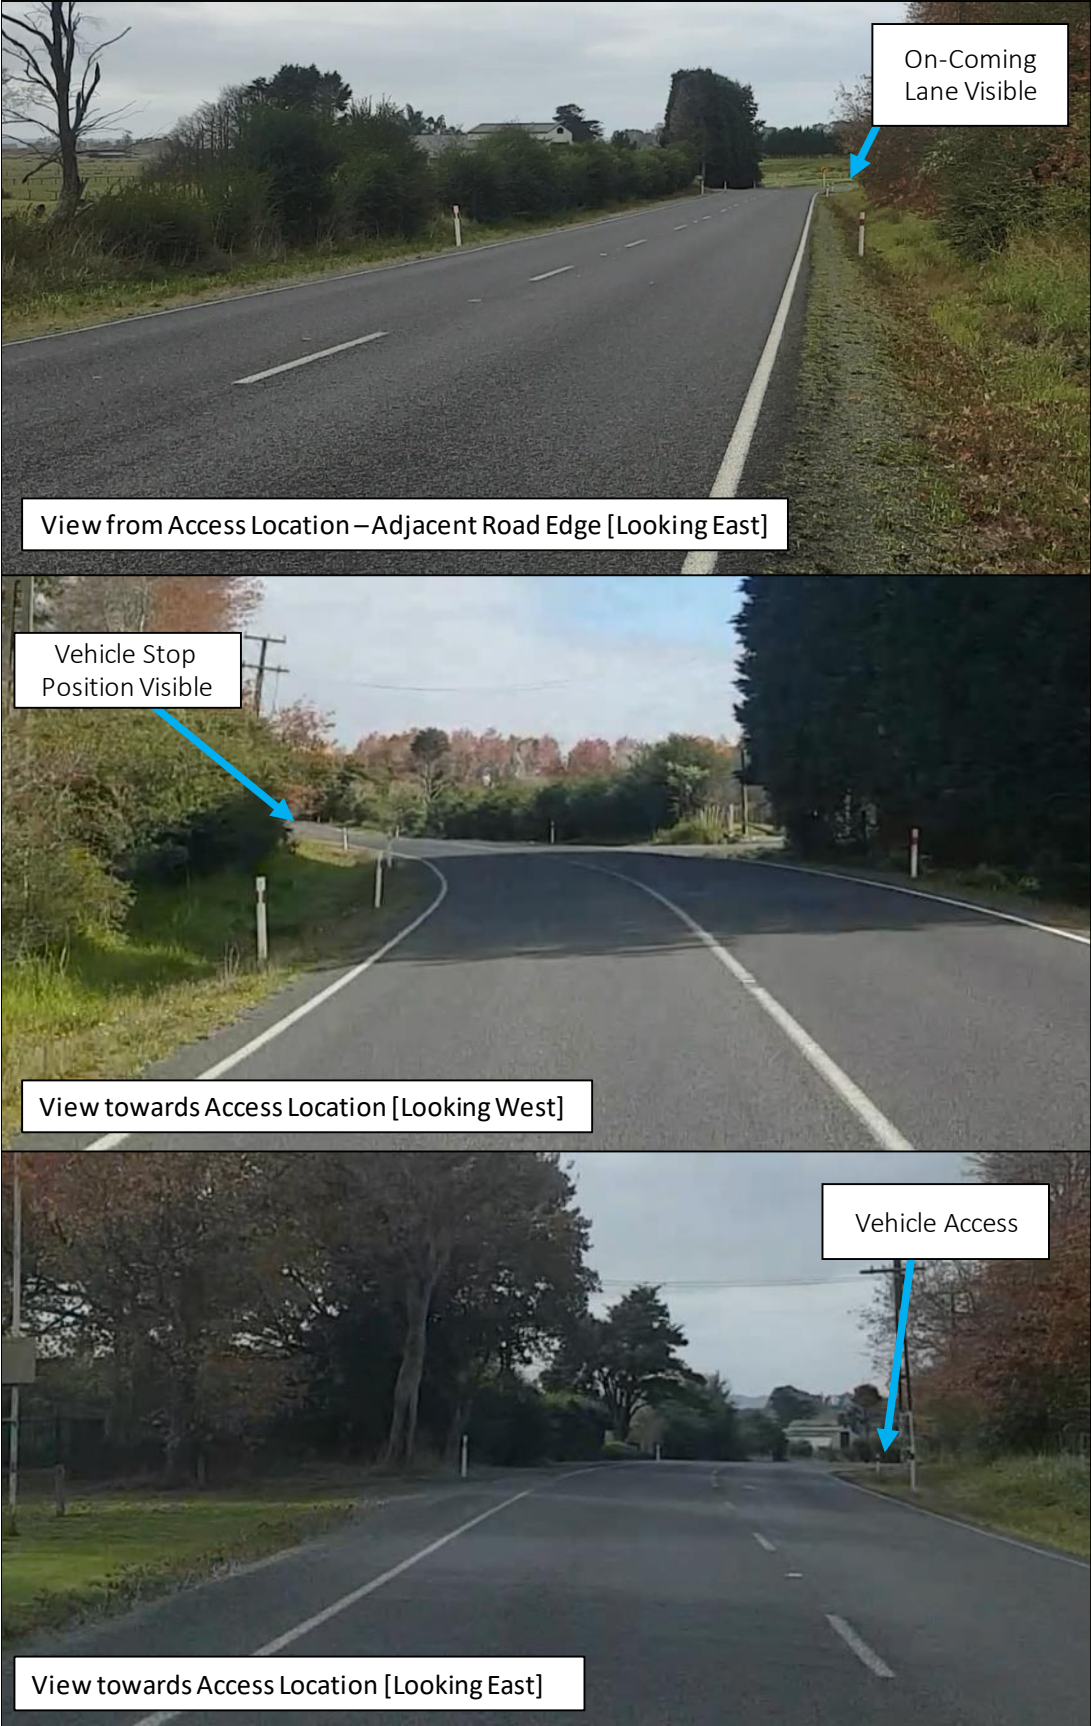 On-Coming
Lane Visible
View from Access Location – Adjacent Road Edge [Looking East]
Vehicle Stop
Position Visible
View towards Access Location [Looking West]
Vehicle Access
View towards Access Location [Looking East]